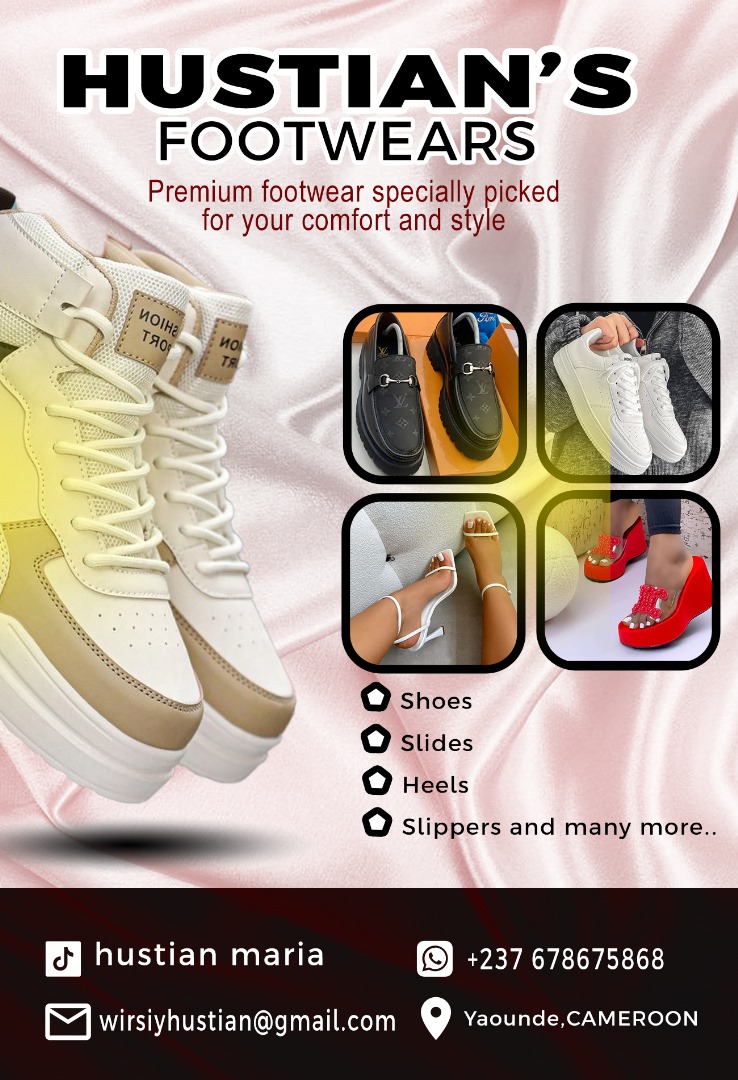 HUSTIAN’S
FOOTWEARS
Premium footwear specially picked
for your comfort and style
Shoes
Slides
Heels
Slippers and many more..
hustian maria
+237 678675868
wirsiyhustian@gmail.com
Yaounde,CAMEROON